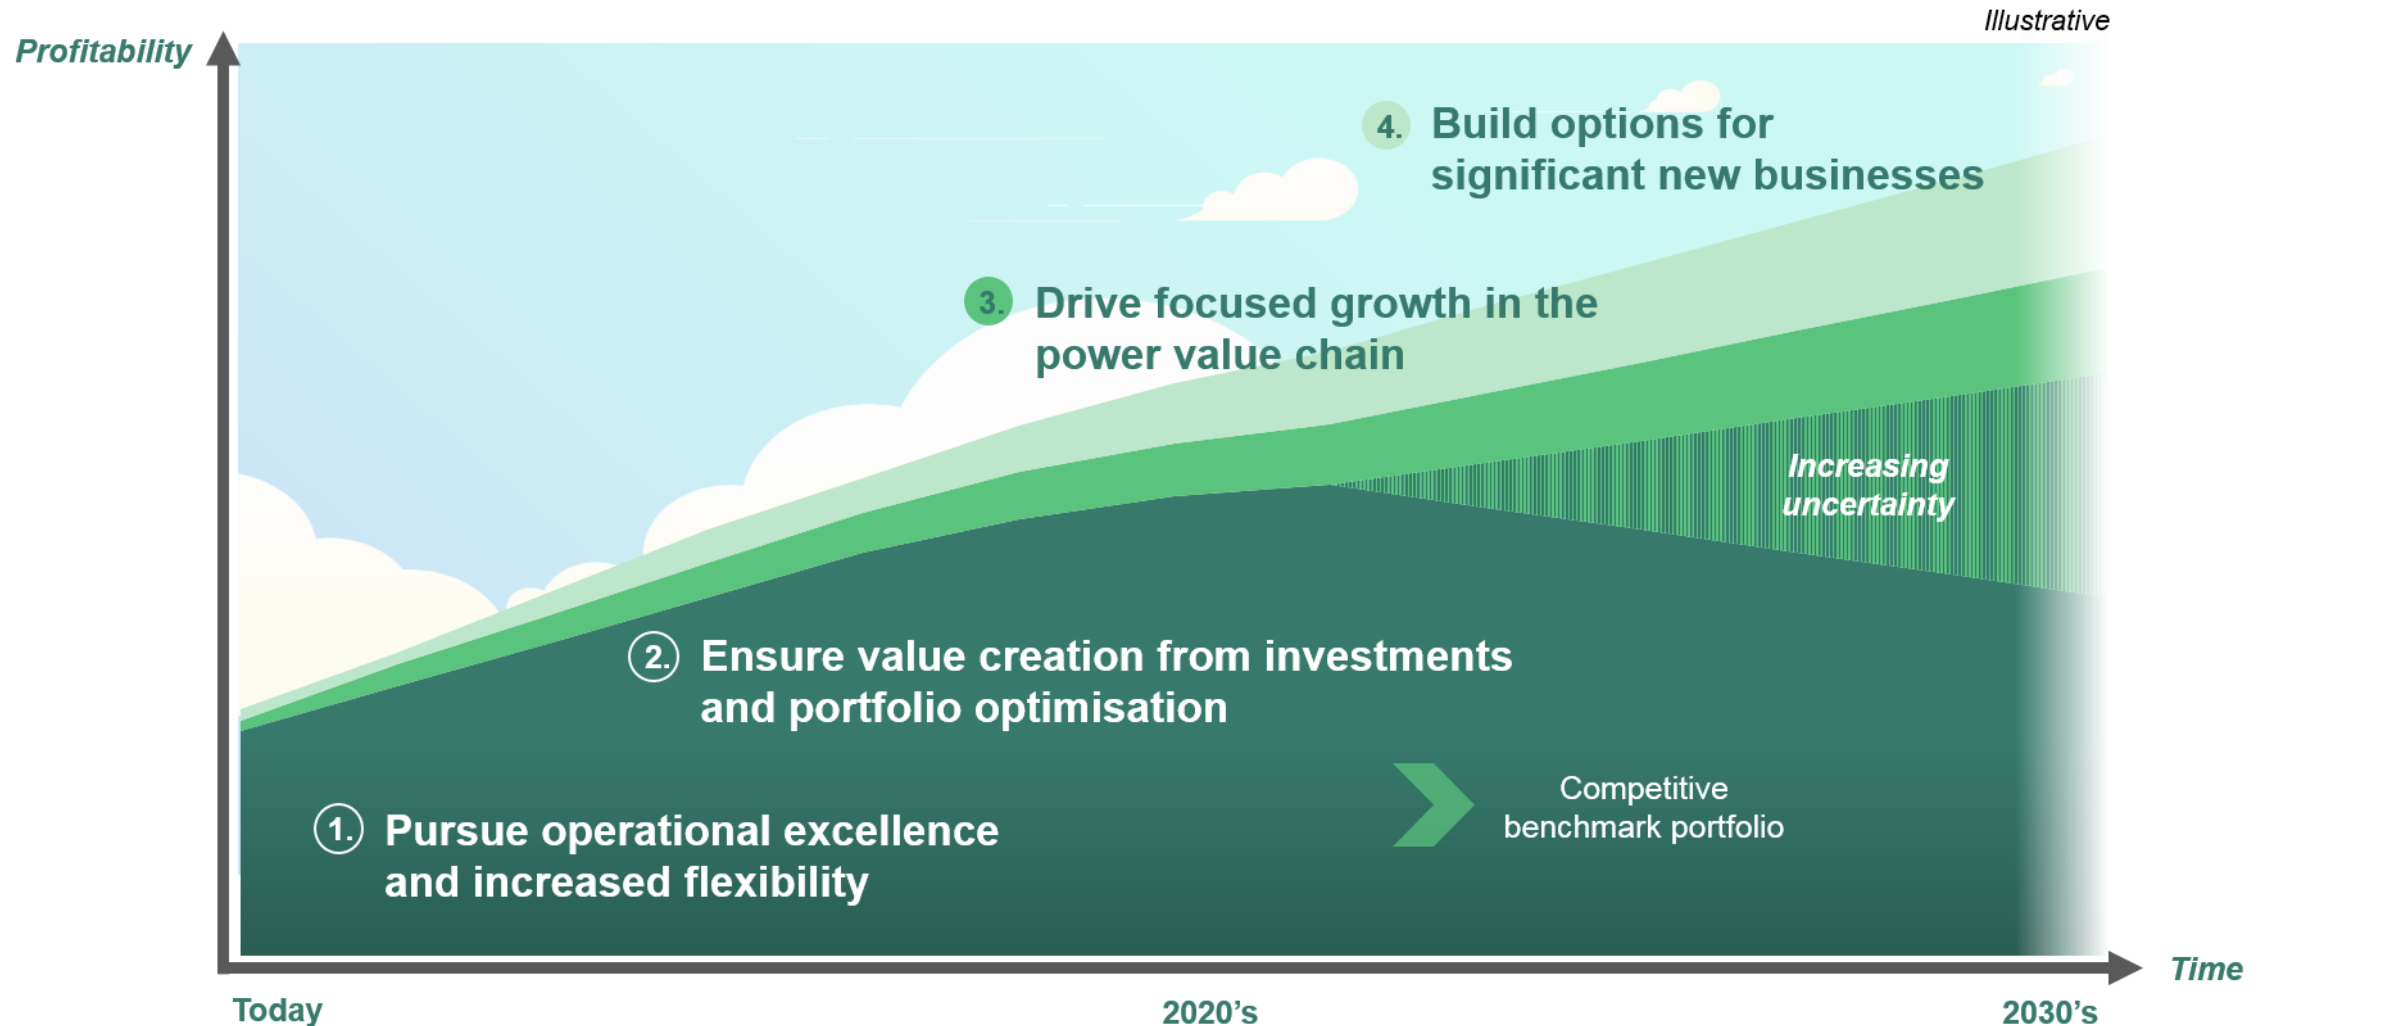 Illustrative
Profitability
4. Build options for
significant new businesses
3. Drive focused growth in the
power value chain
Increasing
uncertainty
2. Ensure value creation from investments
and portfolio optimisation
Competitive
benchmark portfolio
1. Pursue operational excellence
and increased flexibility
Time
Today
2020’s
2030’s